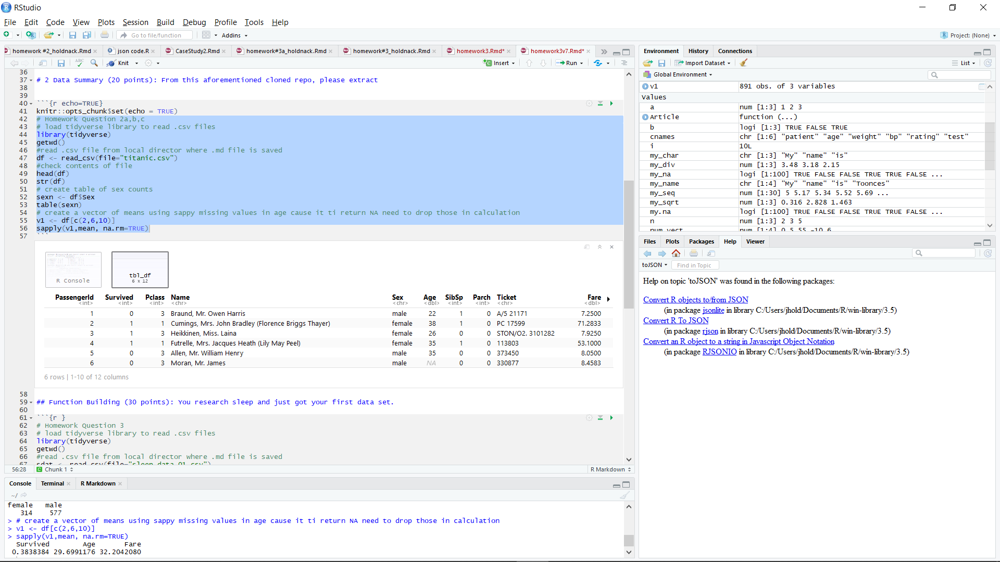 RStudio
File Edit Code View Plots Session Build Debug Profile Tools Help
Go to file/function Addins Project: (None)
homework #2_holdnack.Rmd json code.R CaseStudy2.Rmd homework#3a_holdnack.Rmd homework#3_holdnack.Rmd homework3.Rmd* homework3v7.Rmd*
ABC Knit Insert Run
36
37 # 2 Data Summary (20 points): From this aforementioned cloned repo, please extract
38
39
40 ```{r echo=TRUE}
41 knitr::opts_chunk$set(echo = TRUE)
42 # Homework Question 2a,b,c
43 # load tidyverse library to read .csv files
44 library(tidyverse)
45 getwd()
46 #read .csv file from local director where .md file is saved
47 df <- read_csv(file="titanic.csv")
48 #check contents of file
49 head(df)
50 str(df)
51 # create table of sex counts
52 sexn <- df$Sex
53 table(sexn)
54 # create a vector of means using sappy missing values in age cause it ti return NA need to drop those in calculation
55 v1 <- df[c(2,6,10)]
56 sapply(v1,mean, na.rm=TRUE)
57 ```
R Console
tbl_df
6 x 12
PassengerId Survived Pclass Name Sex Age SibSp Parch Ticket Fare
<int> <int> <int> <chr> <chr> <dbl> <int> <int> <chr> <dbl>
1 0 3 Braund, Mr. Owen Harris male 22 1 0 A/5 21171 7.2500
2 1 1 Cumings, Mrs. John Bradley (Florence Briggs Thayer) female 38 1 0 PC 17599 71.2833
3 1 3 Heikkinen, Miss. Laina female 26 0 0 STON/O2. 3101282 7.9250
4 1 1 Futrelle, Mrs. Jacques Heath (Lily May Peel) female 35 1 0 113803 53.1000
5 0 3 Allen, Mr. William Henry male 35 0 0 373450 8.0500
6 0 3 Moran, Mr. James male NA 0 0 330877 8.4583
6 rows | 1-10 of 12 columns
58
59 ## Function Building (30 points): You research sleep and just got your first data set.
60
61 ```{r }
62 # Homework Question 3
63 # load tidyverse library to read .csv files
64 library(tidyverse)
65 getwd()
66 #read .csv file from local director where .md file is saved
67 sdat <- read_csv(file="sleep_data_01.csv")
56:28 Chunk 1 R Markdown
Console Terminal R Markdown
~/
female male
314 577
> # create a vector of means using sappy missing values in age cause it ti return NA need to drop those in calculation
> v1 <- df[c(2,6,10)]
> sapply(v1,mean, na.rm=TRUE)
Survived Age Fare
0.3838384 29.6991176 32.2042080
Environment History Connections
Import Dataset List
Global Environment
v1 891 obs. of 3 variables
Values
a num [1:3] 1 2 3
Article function (...)
b logi [1:3] TRUE FALSE TRUE
cnames chr [1:6] "patient" "age" "weight" "bp" "rating" "test"
i 10L
my_char chr [1:3] "My" "name" "is"
my_div num [1:3] 3.48 3.18 2.15
my_na logi [1:100] TRUE FALSE FALSE TRUE TRUE FALSE ...
my_name chr [1:4] "My" "name" "is" "Toonces"
my_seq num [1:30] 5 5.17 5.34 5.52 5.69 ...
my_sqrt num [1:3] 0.316 2.828 1.463
my.na logi [1:100] TRUE FALSE FALSE TRUE TRUE FALSE ...
n num [1:3] 2 3 5
num_vect num [1:4] 0.5 55 -10 6
Files Plots Packages Help Viewer
toJSON Find in Topic
Help on topic 'toJSON' was found in the following packages:
Convert R objects to/from JSON
(in package jsonlite in library C:/Users/jhold/Documents/R/win-library/3.5)
Convert R To JSON
(in package rjson in library C:/Users/jhold/Documents/R/win-library/3.5)
Convert an R object to a string in Javascript Object Notation
(in package RJSONIO in library C:/Users/jhold/Documents/R/win-library/3.5)